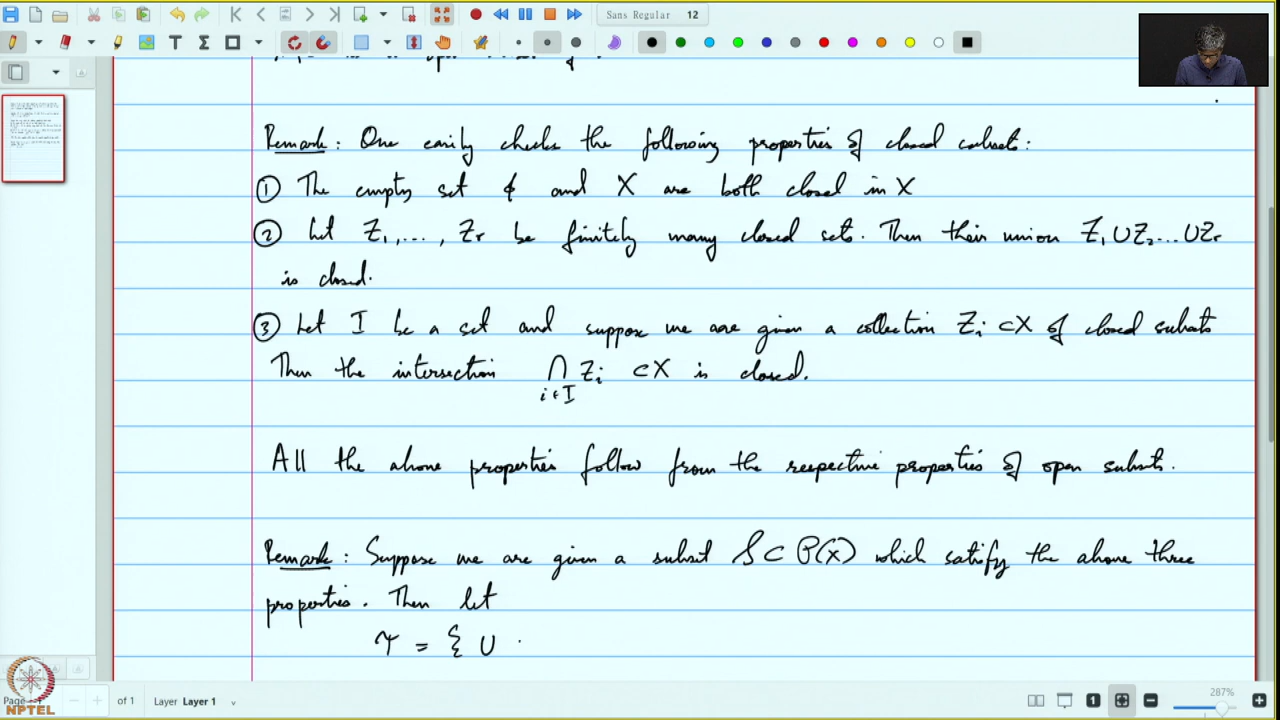 Sans Regular 12
Remark: One easily checks the following properties of closed subsets:
① The empty set ϕ and X are both closed in X
② Let Z₁,..., Zᵣ be finitely many closed sets. Then their union Z₁ ∪ Z₂ ... ∪ Zᵣ
is closed.
③ Let I be a set and suppose we are given a collection Zᵢ ⊂ X of closed subsets
Then the intersection ⋂ Zᵢ ⊂ X is closed.
i ∈ I
All the above properties follow from the respective properties of open subsets.
Remark: Suppose we are given a subset S ⊂ P(X) which satisfy the above three
properties. Then let
τ = { U
287%
Page
of 1
Layer Layer 1
NPTEL